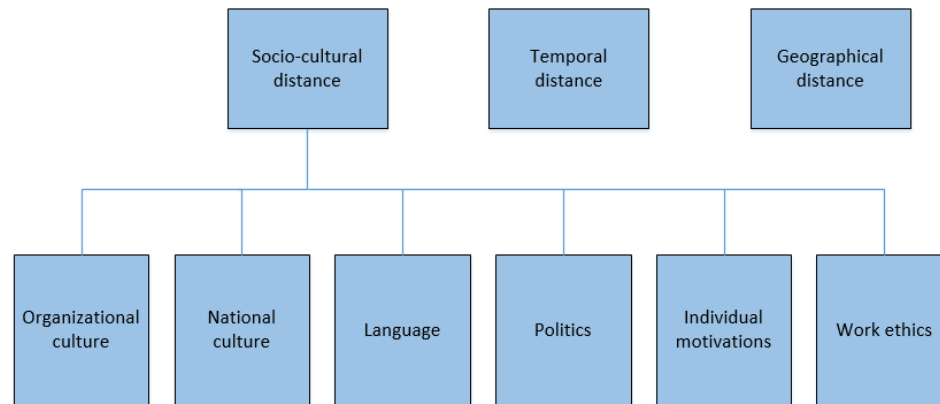 Socio-cultural
distance
Temporal
distance
Geographical
distance
Organizational
culture
National
culture
Language
Politics
Individual
motivations
Work ethics